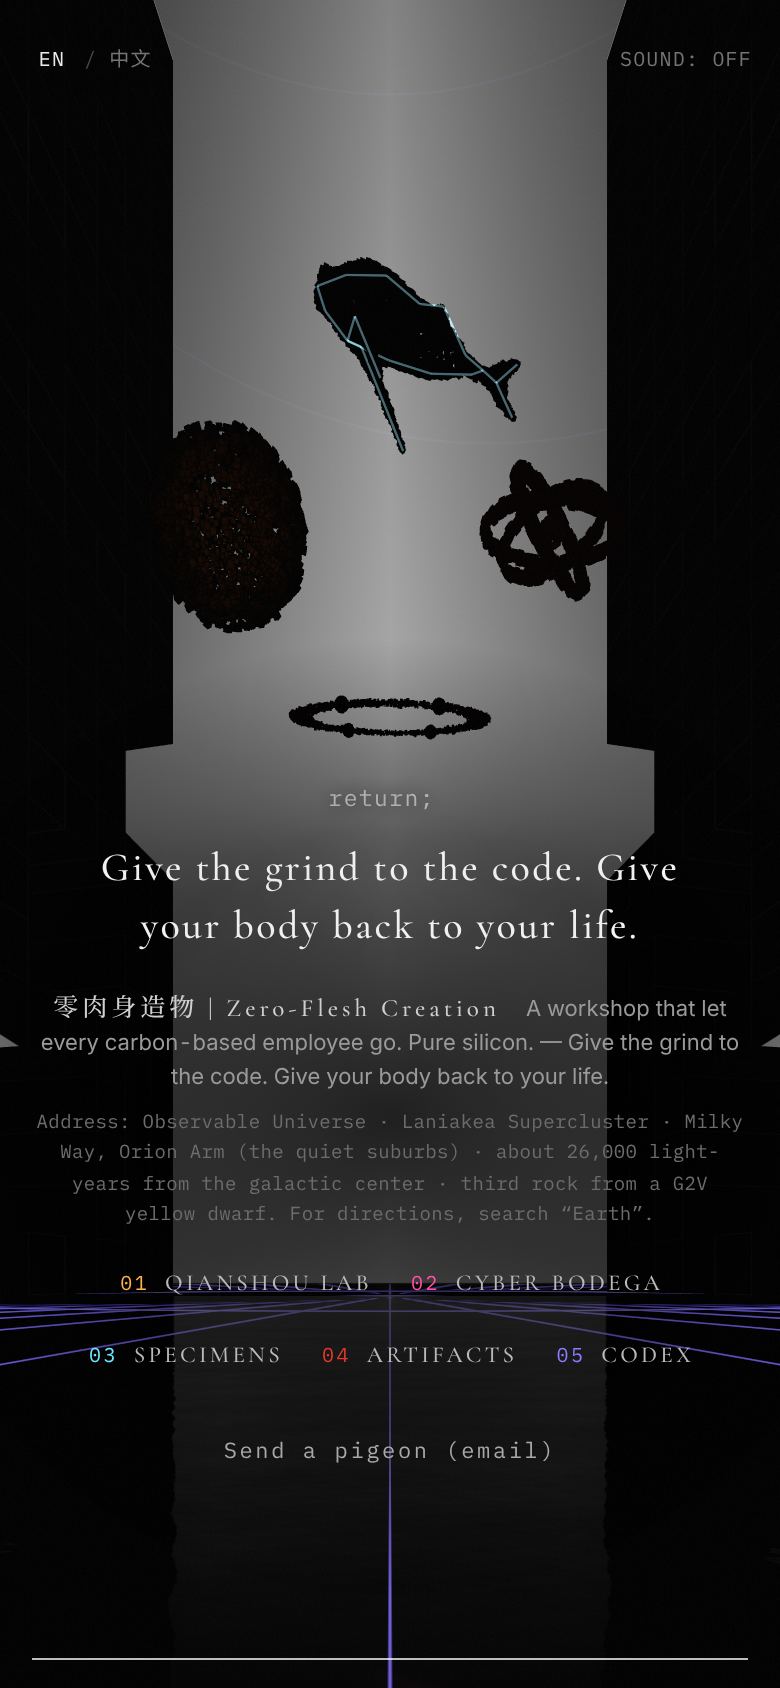 EN / 中文
SOUND: OFF
return;
Give the grind to the code. Give
your body back to your life.
零肉身造物 | Zero-Flesh Creation A workshop that let
every carbon-based employee go. Pure silicon. — Give the grind to
the code. Give your body back to your life.
Address: Observable Universe · Laniakea Supercluster · Milky
Way, Orion Arm (the quiet suburbs) · about 26,000 light-
years from the galactic center · third rock from a G2V
yellow dwarf. For directions, search “Earth”.
01 QIANSHOU LAB 02 CYBER BODEGA
03 SPECIMENS 04 ARTIFACTS 05 CODEX
Send a pigeon (email)